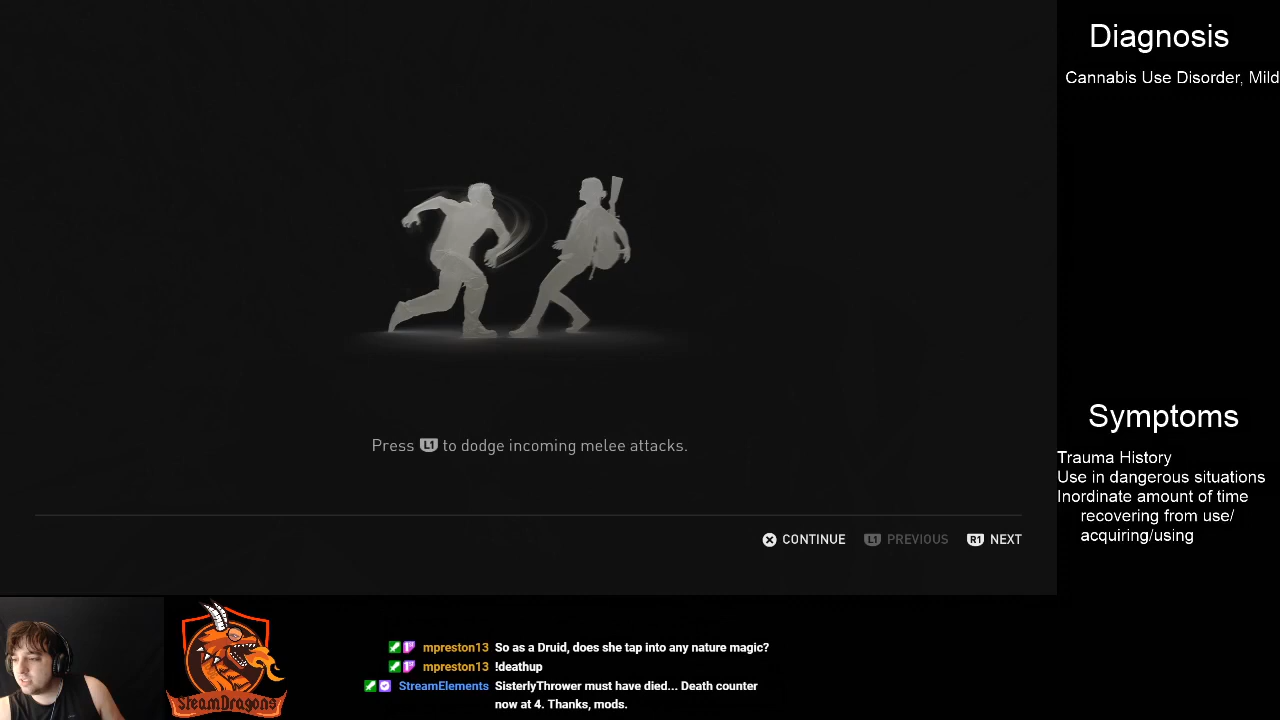 Diagnosis
Cannabis Use Disorder, Mild
Press L1 to dodge incoming melee attacks.
CONTINUE L1 PREVIOUS R1 NEXT
Symptoms
Trauma History
Use in dangerous situations
Inordinate amount of time
recovering from use/
acquiring/using
SteamDragons
mpreston13 So as a Druid, does she tap into any nature magic?
mpreston13 !deathup
StreamElements SisterlyThrower must have died... Death counter
now at 4. Thanks, mods.